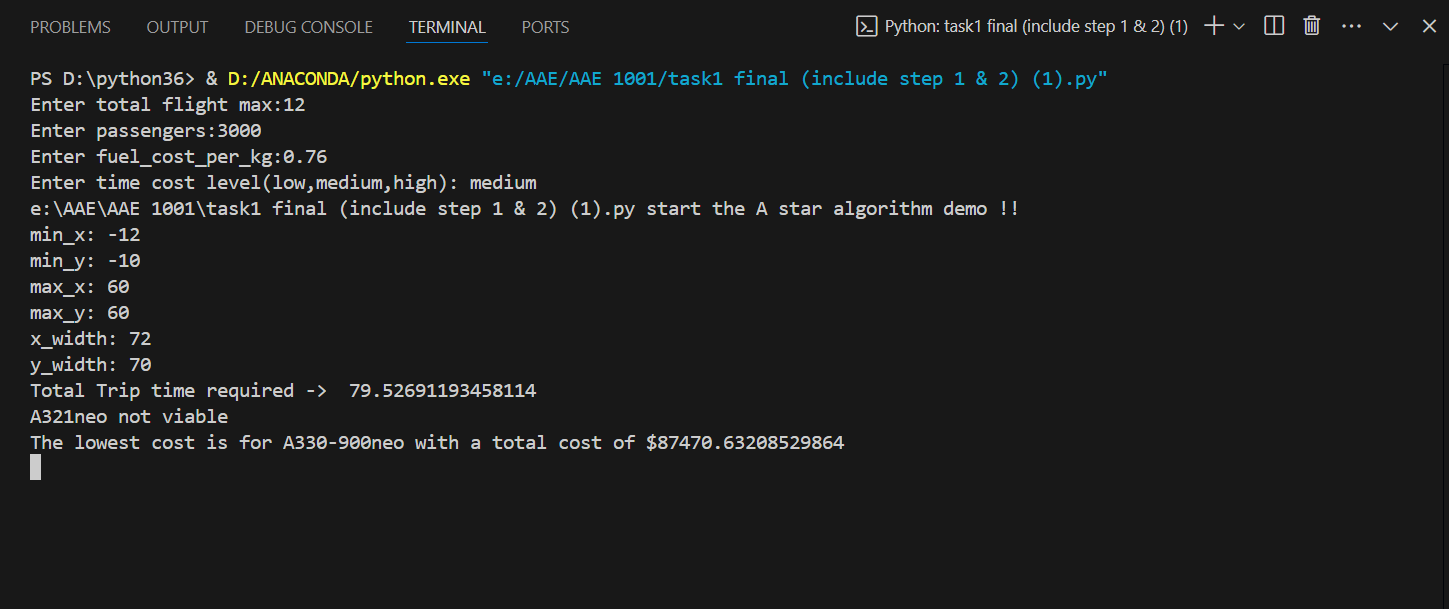 PROBLEMS OUTPUT DEBUG CONSOLE TERMINAL PORTS Python: task1 final (include step 1 & 2) (1)
PS D:\python36> & D:/ANACONDA/python.exe "e:/AAE/AAE 1001/task1 final (include step 1 & 2) (1).py"
Enter total flight max:12
Enter passengers:3000
Enter fuel_cost_per_kg:0.76
Enter time cost level(low,medium,high): medium
e:\AAE\AAE 1001\task1 final (include step 1 & 2) (1).py start the A star algorithm demo !!
min_x: -12
min_y: -10
max_x: 60
max_y: 60
x_width: 72
y_width: 70
Total Trip time required ->  79.52691193458114
A321neo not viable
The lowest cost is for A330-900neo with a total cost of $87470.63208529864